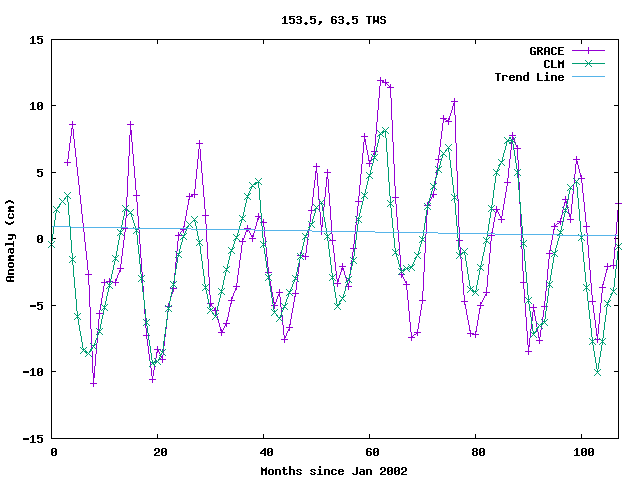 153.5, 63.5 TWS
GRACE
CLM
Trend Line
15
10
5
0
-5
-10
-15
Anomaly (cm)
0 20 40 60 80 100
Months since Jan 2002